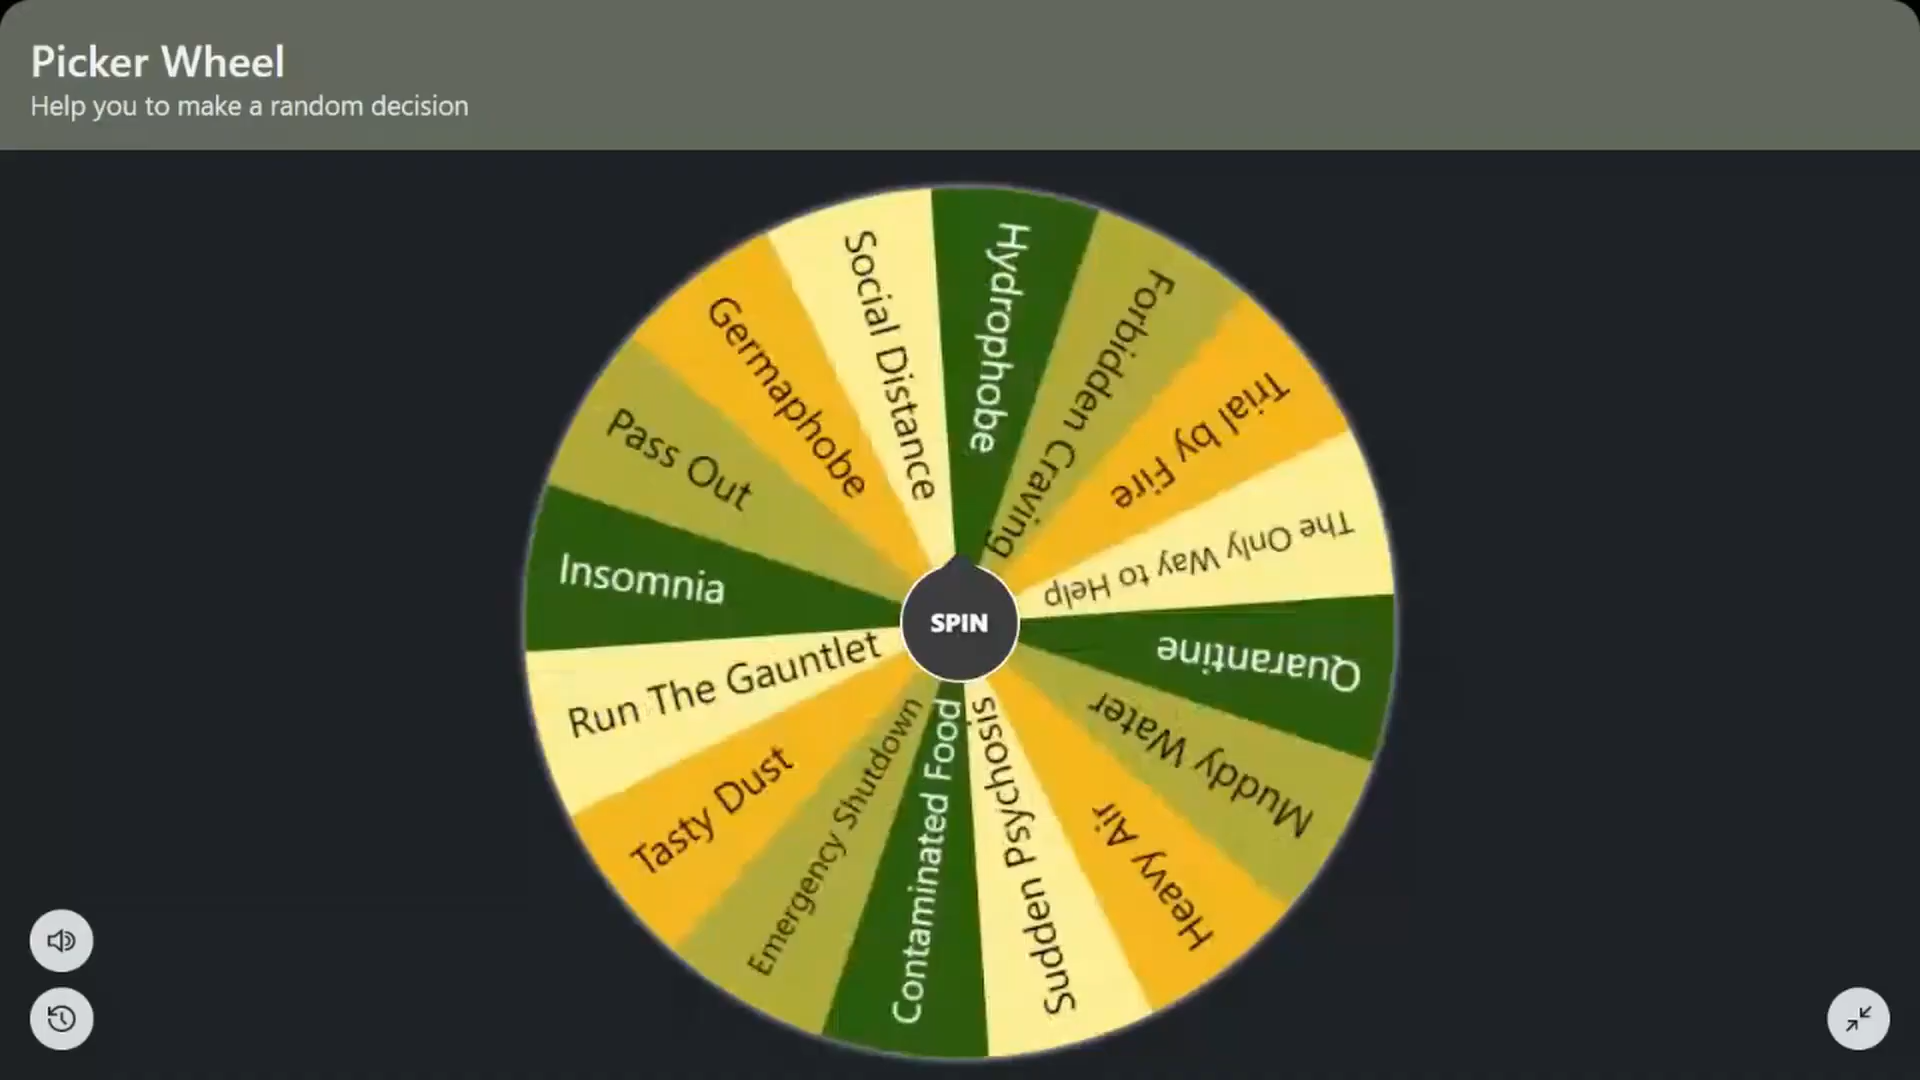 Picker Wheel
Help you to make a random decision
Hydrophobe
Forbidden Craving
Trial by Fire
The Only Way to Help
Quarantine
Muddy Water
Heavy Air
Sudden Psychosis
Contaminated Food
Emergency Shutdown
Tasty Dust
Run The Gauntlet
Insomnia
Pass Out
Germaphobe
Social Distance
SPIN